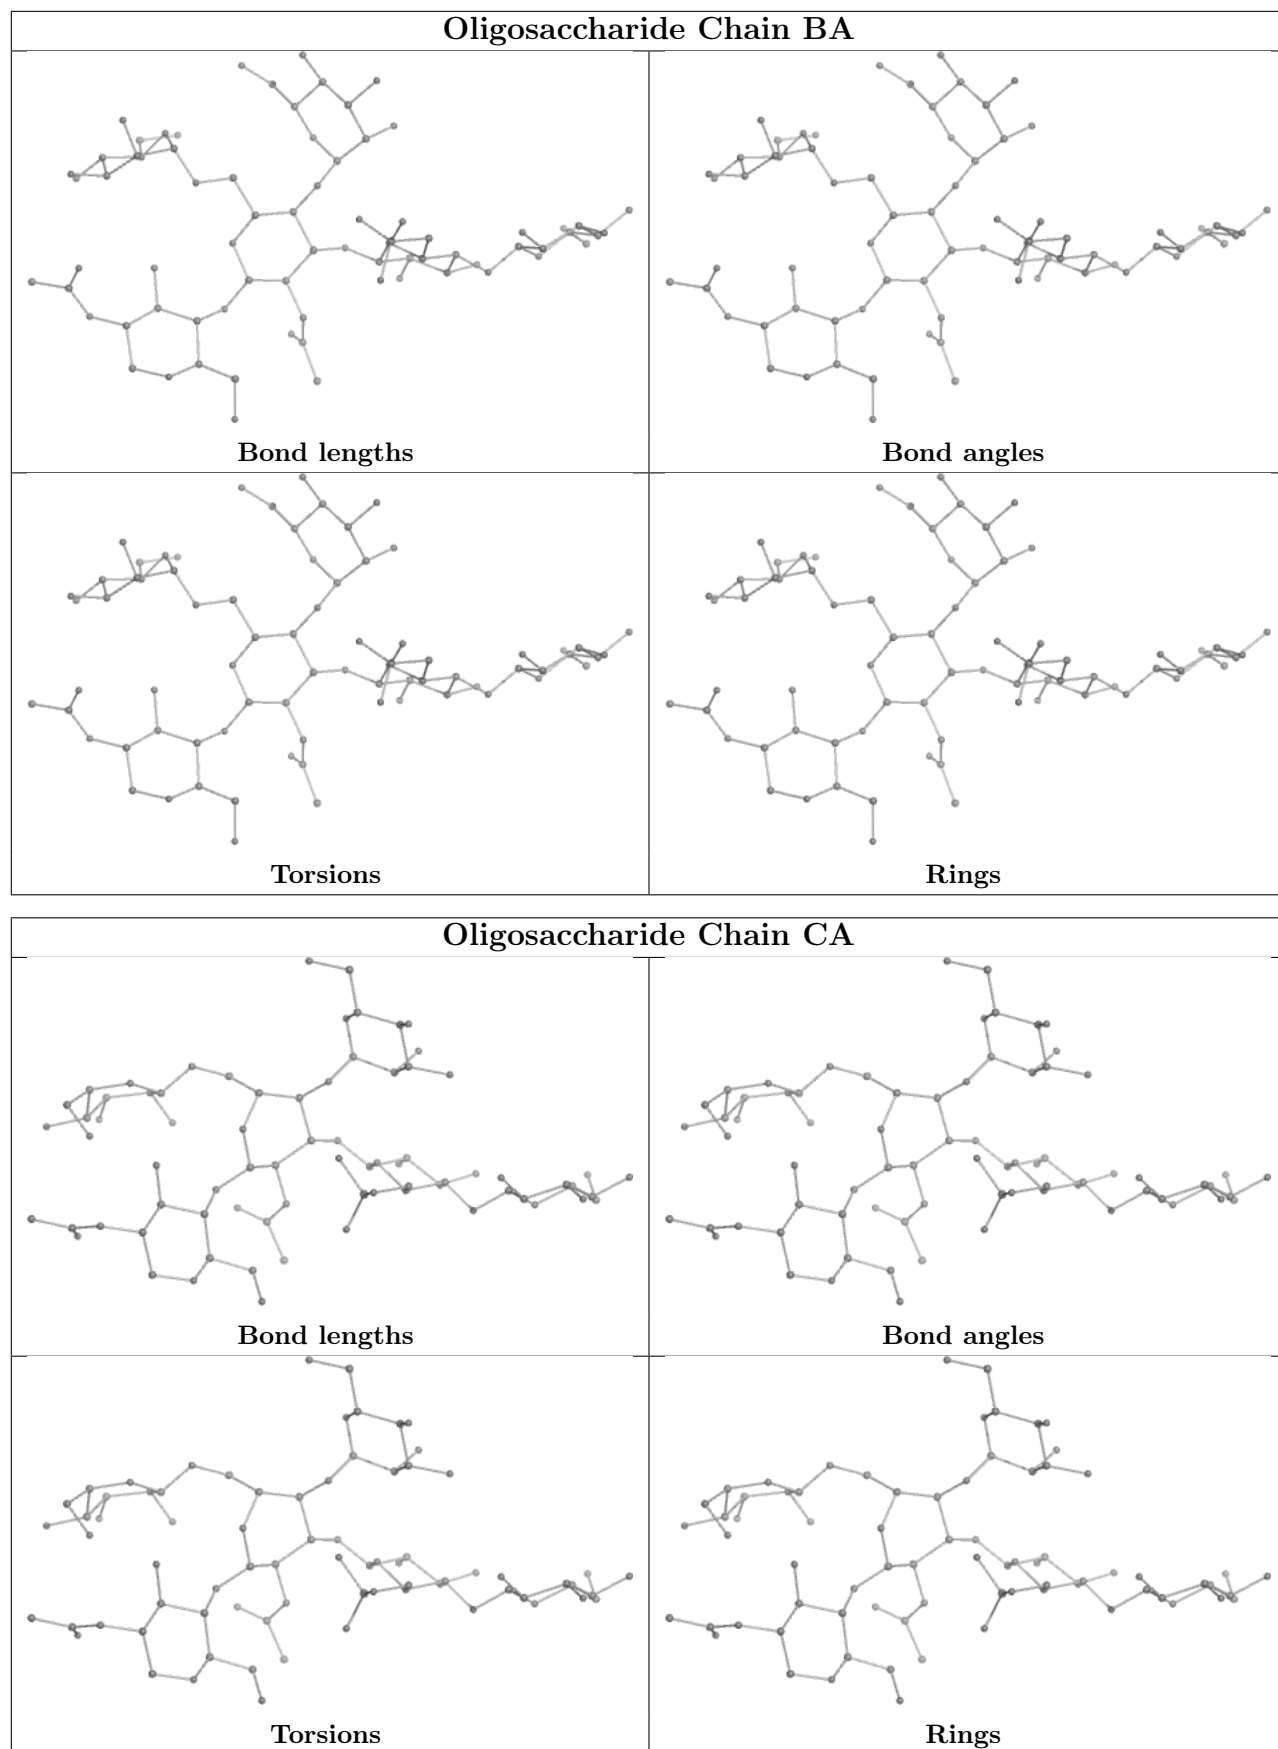 Oligosaccharide Chain BA
Bond lengths
Bond angles
Torsions
Rings
Oligosaccharide Chain CA
Bond lengths
Bond angles
Torsions
Rings